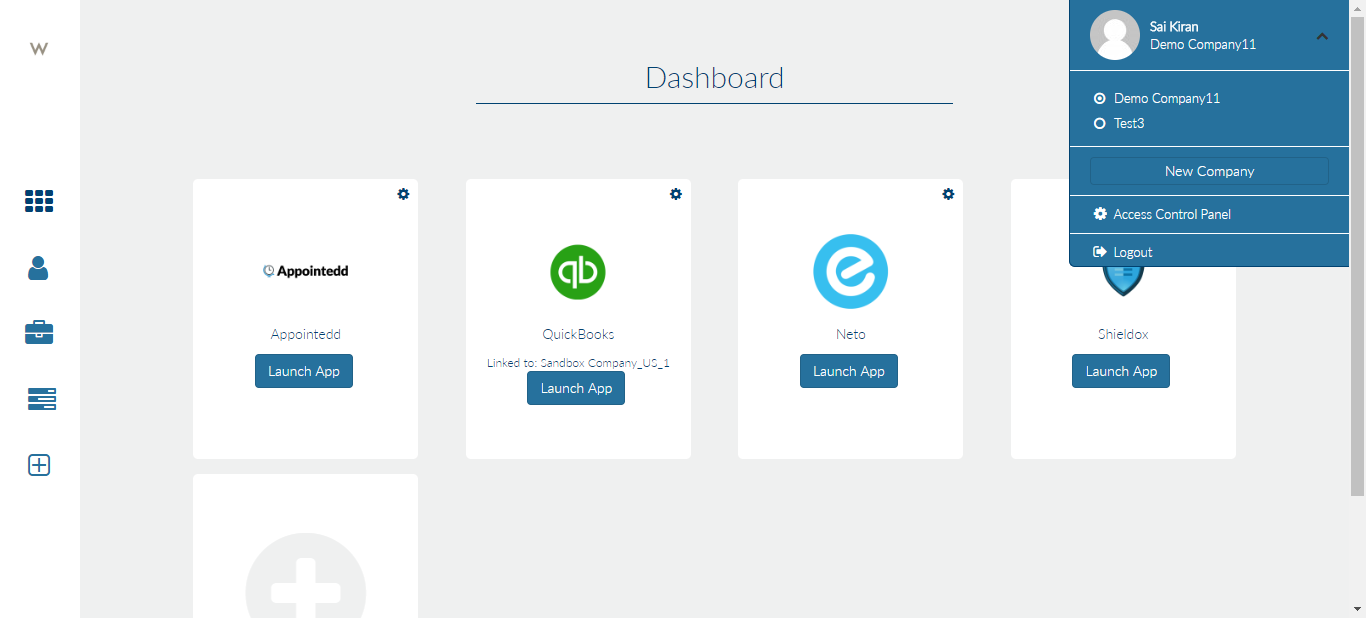 W
Sai Kiran
Demo Company11
Dashboard
Demo Company11
Test3
New Company
Access Control Panel
Logout
Appointedd
qb
e
Appointedd
QuickBooks
Neto
Shieldox
Linked to: Sandbox Company_US_1
Launch App
Launch App
Launch App
Launch App